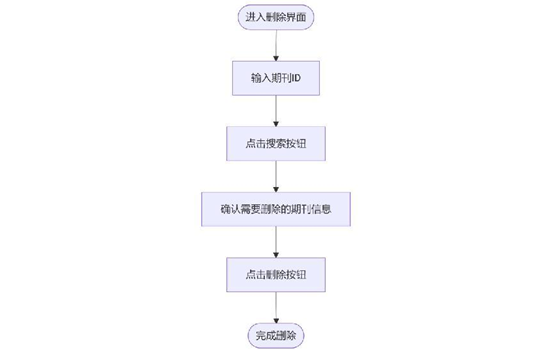 进入删除界面
输入期刊ID
点击搜索按钮
确认需要删除的期刊信息
点击删除按钮
完成删除